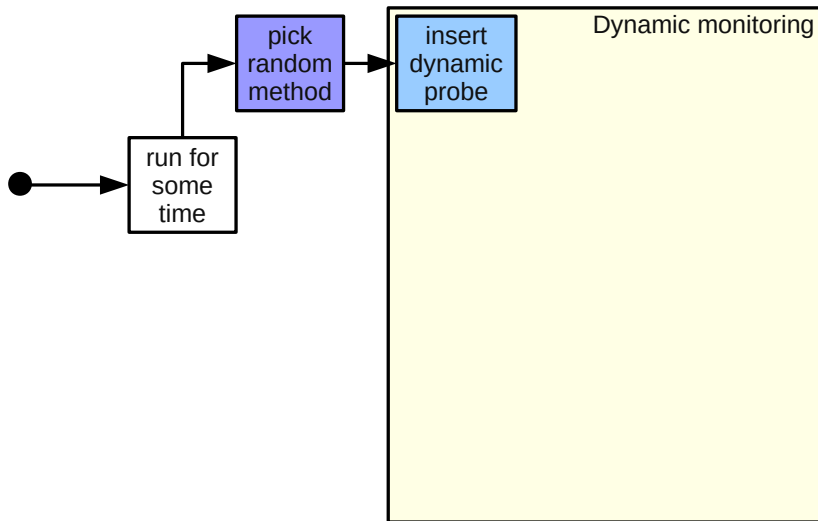 pick
random
method
insert
dynamic
probe
Dynamic monitoring
run for
some
time